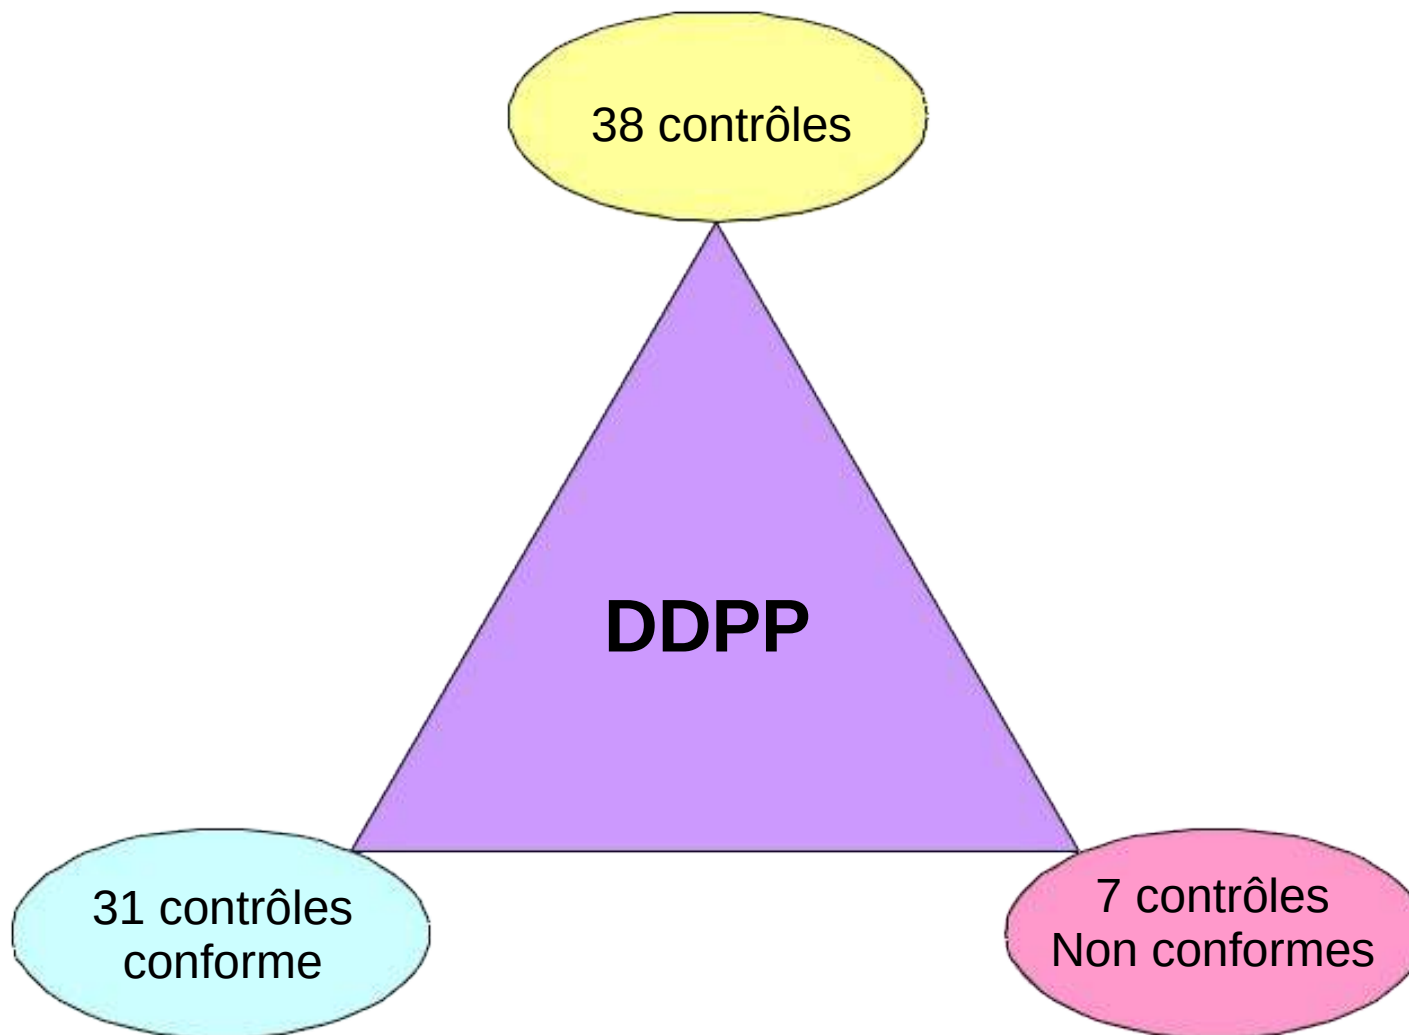 38 contrôles
DDPP
31 contrôles
conforme
7 contrôles
Non conformes